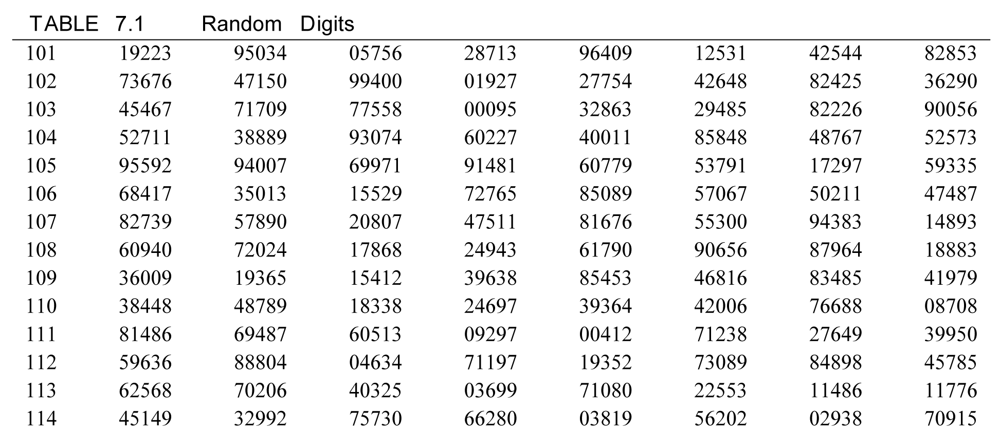 TABLE 7.1 Random Digits
101 19223 95034 05756 28713 96409 12531 42544 82853
102 73676 47150 99400 01927 27754 42648 82425 36290
103 45467 71709 77558 00095 32863 29485 82226 90056
104 52711 38889 93074 60227 40011 85848 48767 52573
105 95592 94007 69971 91481 60779 53791 17297 59335
106 68417 35013 15529 72765 85089 57067 50211 47487
107 82739 57890 20807 47511 81676 55300 94383 14893
108 60940 72024 17868 24943 61790 90656 87964 18883
109 36009 19365 15412 39638 85453 46816 83485 41979
110 38448 48789 18338 24697 39364 42006 76688 08708
111 81486 69487 60513 09297 00412 71238 27649 39950
112 59636 88804 04634 71197 19352 73089 84898 45785
113 62568 70206 40325 03699 71080 22553 11486 11776
114 45149 32992 75730 66280 03819 56202 02938 70915